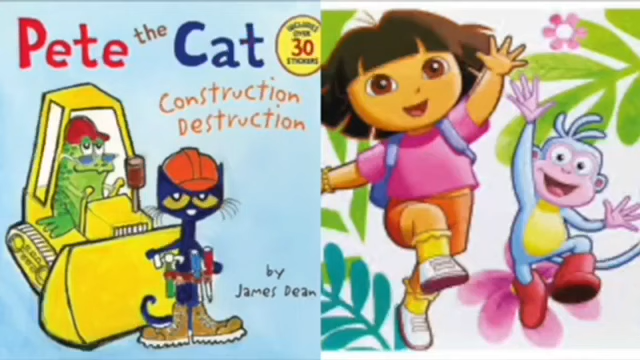 Pete the Cat
INCLUDES
OVER
30
STICKERS
Construction
Destruction
by
James Dean